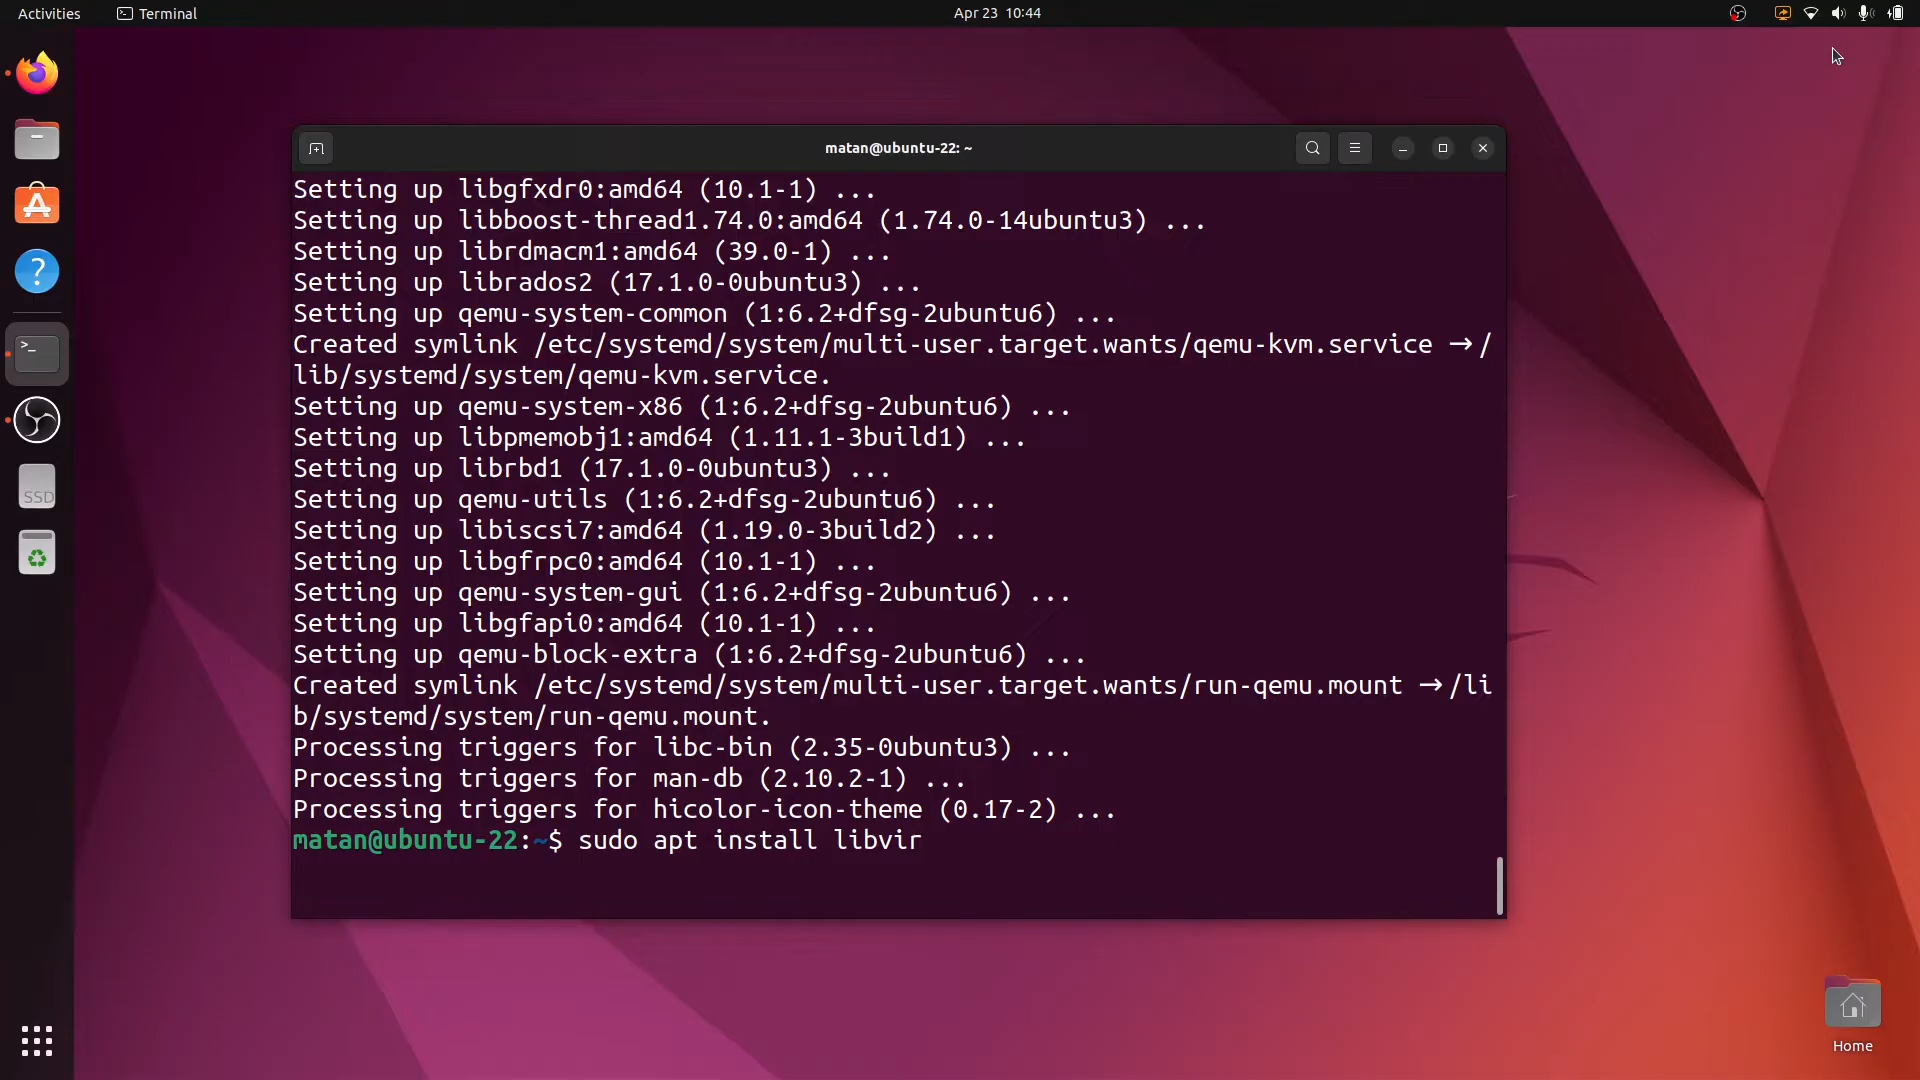 Activities
Terminal
Apr 23 10:44
matan@ubuntu-22: ~
Setting up libgfxdr0:amd64 (10.1-1) ...
Setting up libboost-thread1.74.0:amd64 (1.74.0-14ubuntu3) ...
Setting up librdmacm1:amd64 (39.0-1) ...
Setting up librados2 (17.1.0-0ubuntu3) ...
Setting up qemu-system-common (1:6.2+dfsg-2ubuntu6) ...
Created symlink /etc/systemd/system/multi-user.target.wants/qemu-kvm.service → /
lib/systemd/system/qemu-kvm.service.
Setting up qemu-system-x86 (1:6.2+dfsg-2ubuntu6) ...
Setting up libpmemobj1:amd64 (1.11.1-3build1) ...
Setting up librbd1 (17.1.0-0ubuntu3) ...
Setting up qemu-utils (1:6.2+dfsg-2ubuntu6) ...
Setting up libiscsi7:amd64 (1.19.0-3build2) ...
Setting up libgfrpc0:amd64 (10.1-1) ...
Setting up qemu-system-gui (1:6.2+dfsg-2ubuntu6) ...
Setting up libgfapi0:amd64 (10.1-1) ...
Setting up qemu-block-extra (1:6.2+dfsg-2ubuntu6) ...
Created symlink /etc/systemd/system/multi-user.target.wants/run-qemu.mount → /li
b/systemd/system/run-qemu.mount.
Processing triggers for libc-bin (2.35-0ubuntu3) ...
Processing triggers for man-db (2.10.2-1) ...
Processing triggers for hicolor-icon-theme (0.17-2) ...
matan@ubuntu-22:~$ sudo apt install libvir
SSD
Home